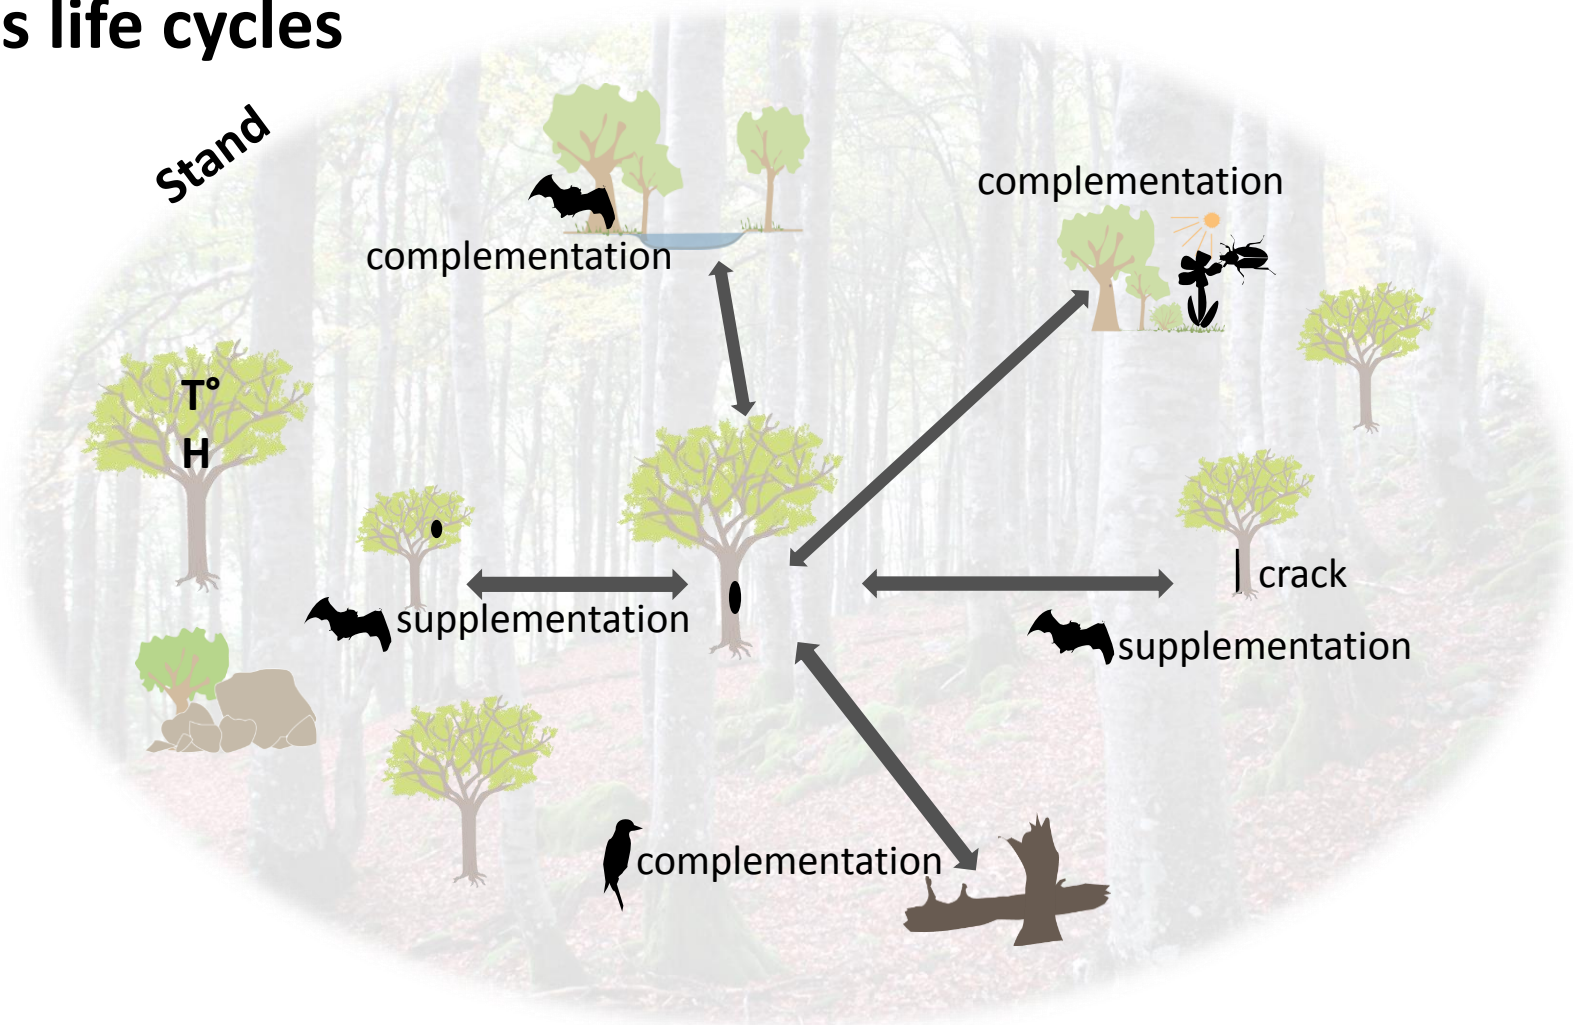 s life cycles
Stand
complementation
complementation
T°
H
crack
supplementation
supplementation
complementation